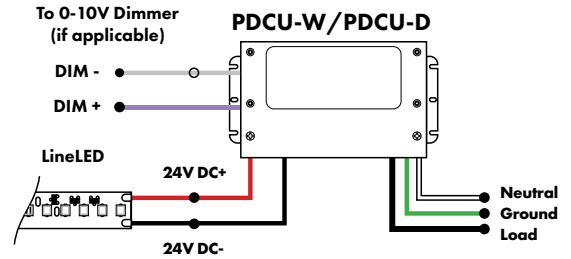 To 0-10V Dimmer
(if applicable)
PDCU-W/PDCU-D
DIM -
DIM +
LineLED
24V DC+
24V DC-
Neutral
Ground
Load